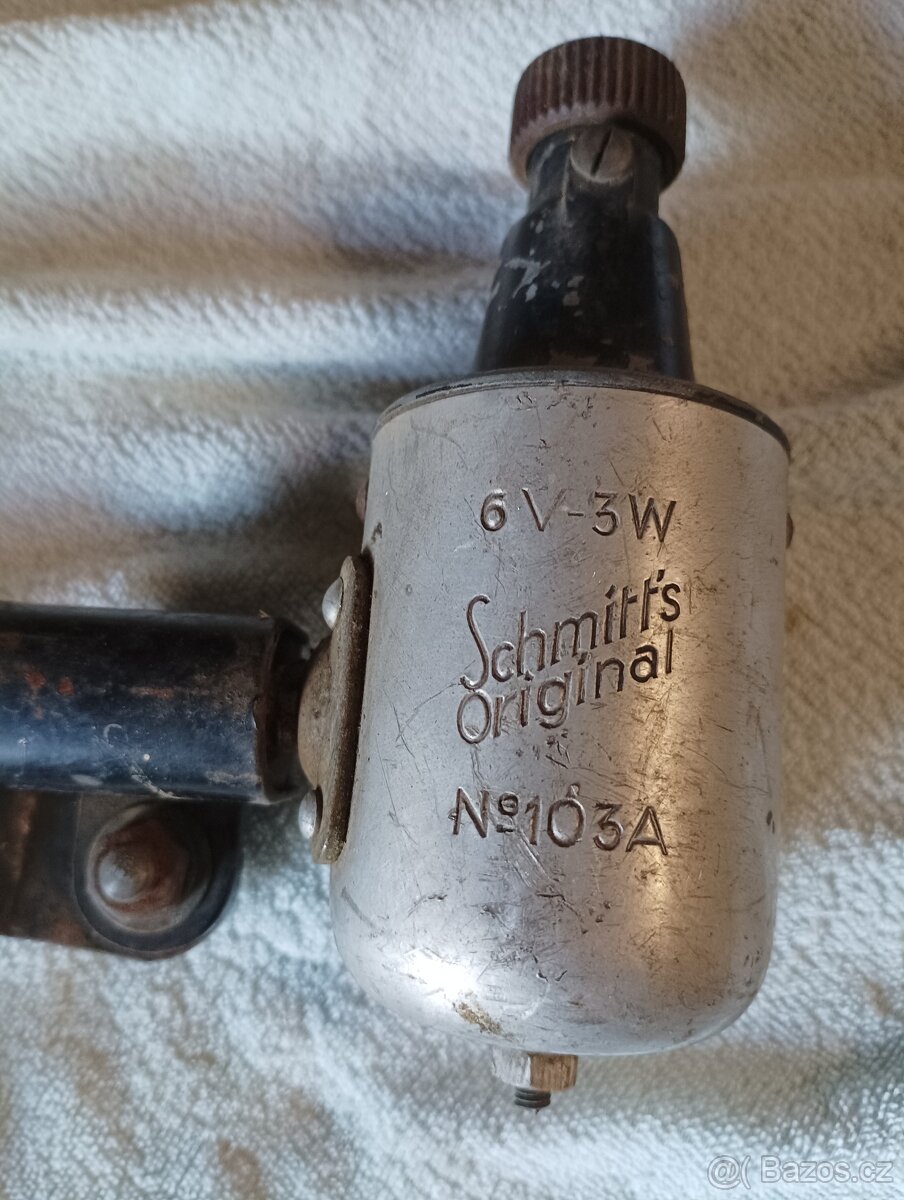 6V-3W
Schmitt's
Original
Nº103A
@( Bazos.cz